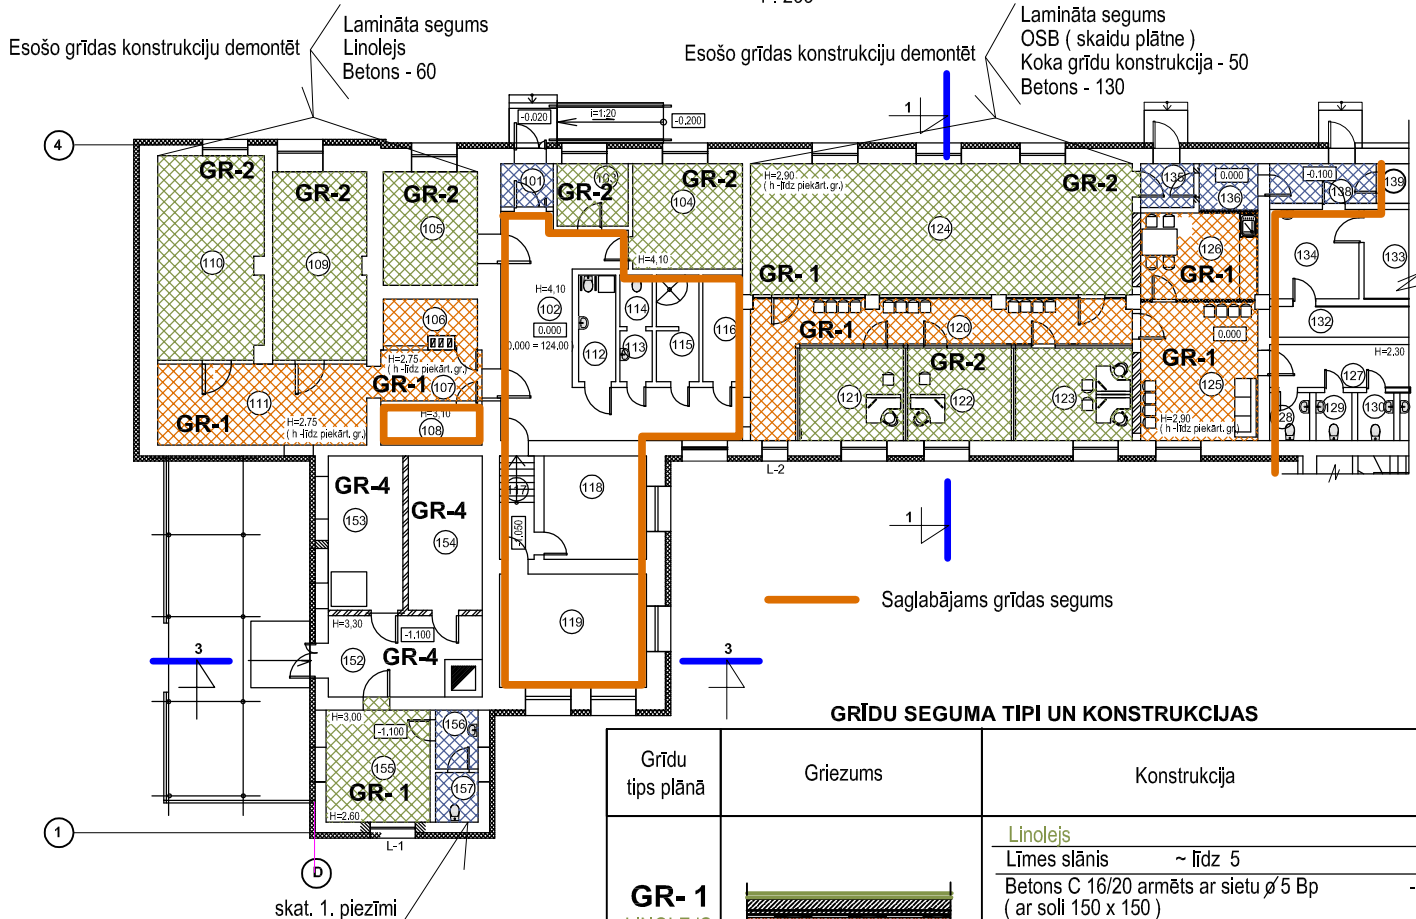 Esošo grīdas konstrukciju demontēt
Lamināta segums
Linolejs
Betons - 60
Esošo grīdas konstrukciju demontēt
Lamināta segums
OSB ( skaidu plātne )
Koka grīdu konstrukcija - 50
Betons - 130
4
-0.020
i=1:20
-0.200
1
GR-2
GR-2
GR-2
101
GR-2
103
GR-2
104
H=2,90
( h -līdz piekārt. gr.)
GR-2
135
0.000
136
-0.100
138
139
110
109
105
124
126
134
133
H=4,10
H=4,10
102
0.000
0,000 = 124,00
GR- 1
GR-1
106
114
116
GR-1
120
0.000
132
H=2.75
( h -līdz piekārt. gr.)
112
113
115
GR-2
GR-1
H=2,30
GR-1
107
111
GR-1
H=2.75
( h -līdz piekārt. gr.)
H=3,10
108
121
122
123
125
H=2,90
( h -līdz piekārt. gr.)
127
128
129
130
L-2
GR-4
153
GR-4
154
117
118
-1,050
1
119
Saglabājams grīdas segums
H=3,30
-1.100
152
GR-4
3
3
H=3,00
-1,100
156
155
157
GR- 1
H=2.60
L-1
1
D
skat. 1. piezīmi
GRĪDU SEGUMA TIPI UN KONSTRUKCIJAS
Grīdu
tips plānā
Griezums
Konstrukcija
GR- 1
Linolejs
Līmes slānis ~ līdz 5
Betons C 16/20 armēts ar sietu ø 5 Bp -
( ar soli 150 x 150 )